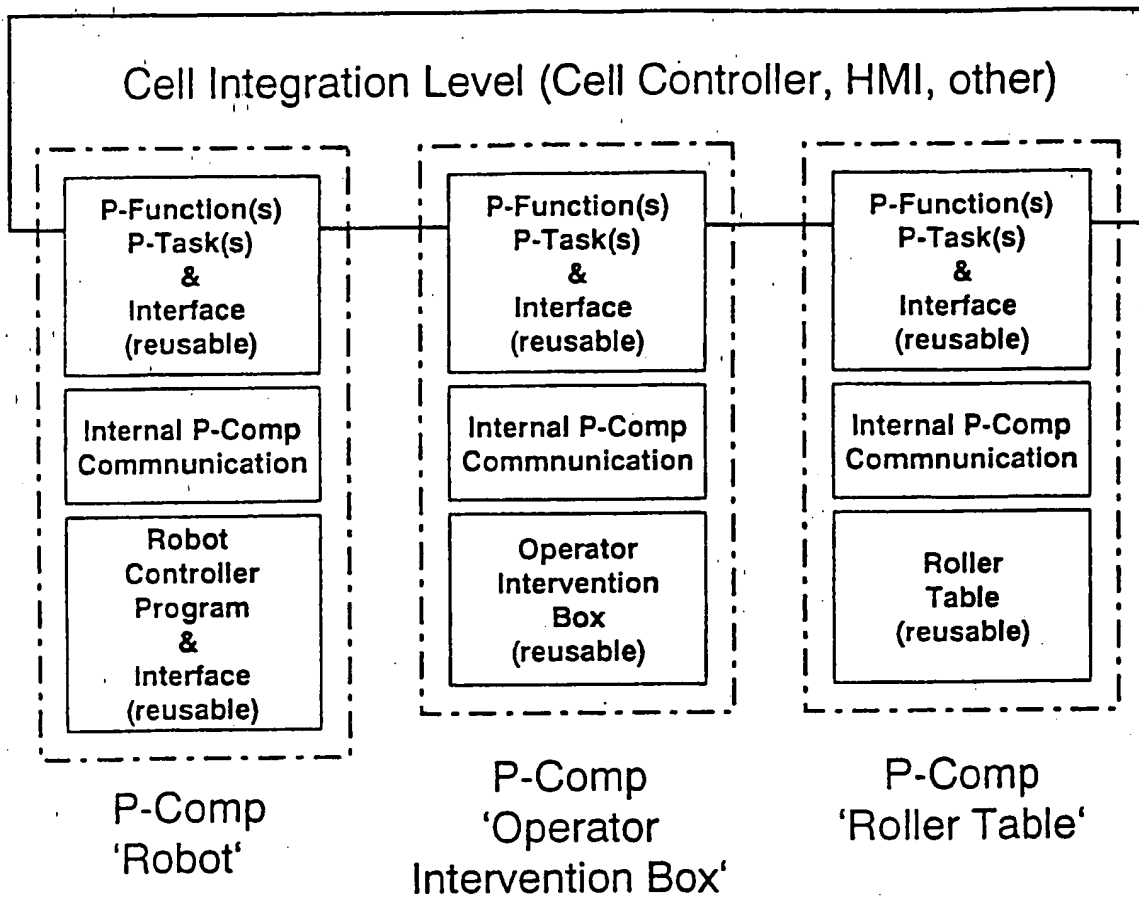 Cell Integration Level (Cell Controller, HMI, other)
P-Function(s)
P-Task(s)
&
Interface
(reusable)
Internal P-Comp
Commnunication
Robot
Controller
Program
&
Interface
(reusable)
P-Comp
‘Robot‘
P-Function(s)
P-Task(s)
&
Interface
(reusable)
Internal P-Comp
Commnunication
Operator
Intervention
Box
(reusable)
P-Comp
‘Operator
Intervention Box‘
P-Function(s)
P-Task(s)
&
Interface
(reusable)
Internal P-Comp
Commnunication
Roller
Table
(reusable)
P-Comp
‘Roller Table‘